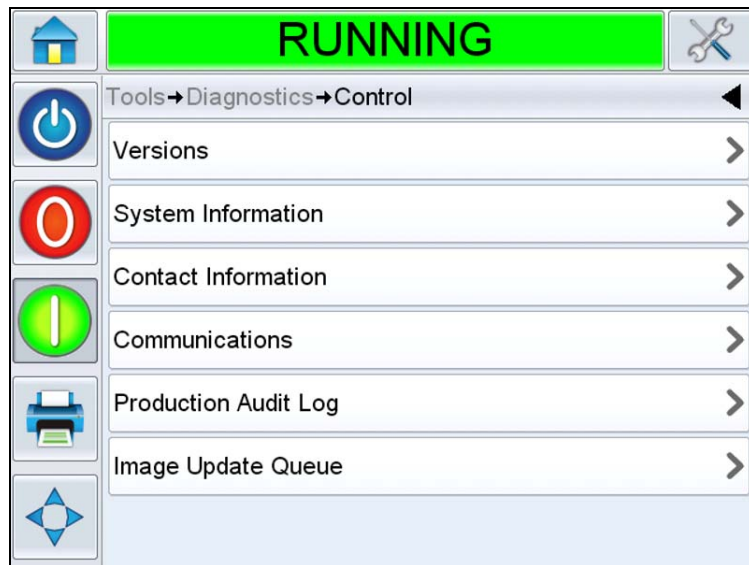 RUNNING
Tools→Diagnostics→Control
Versions
System Information
Contact Information
Communications
Production Audit Log
Image Update Queue